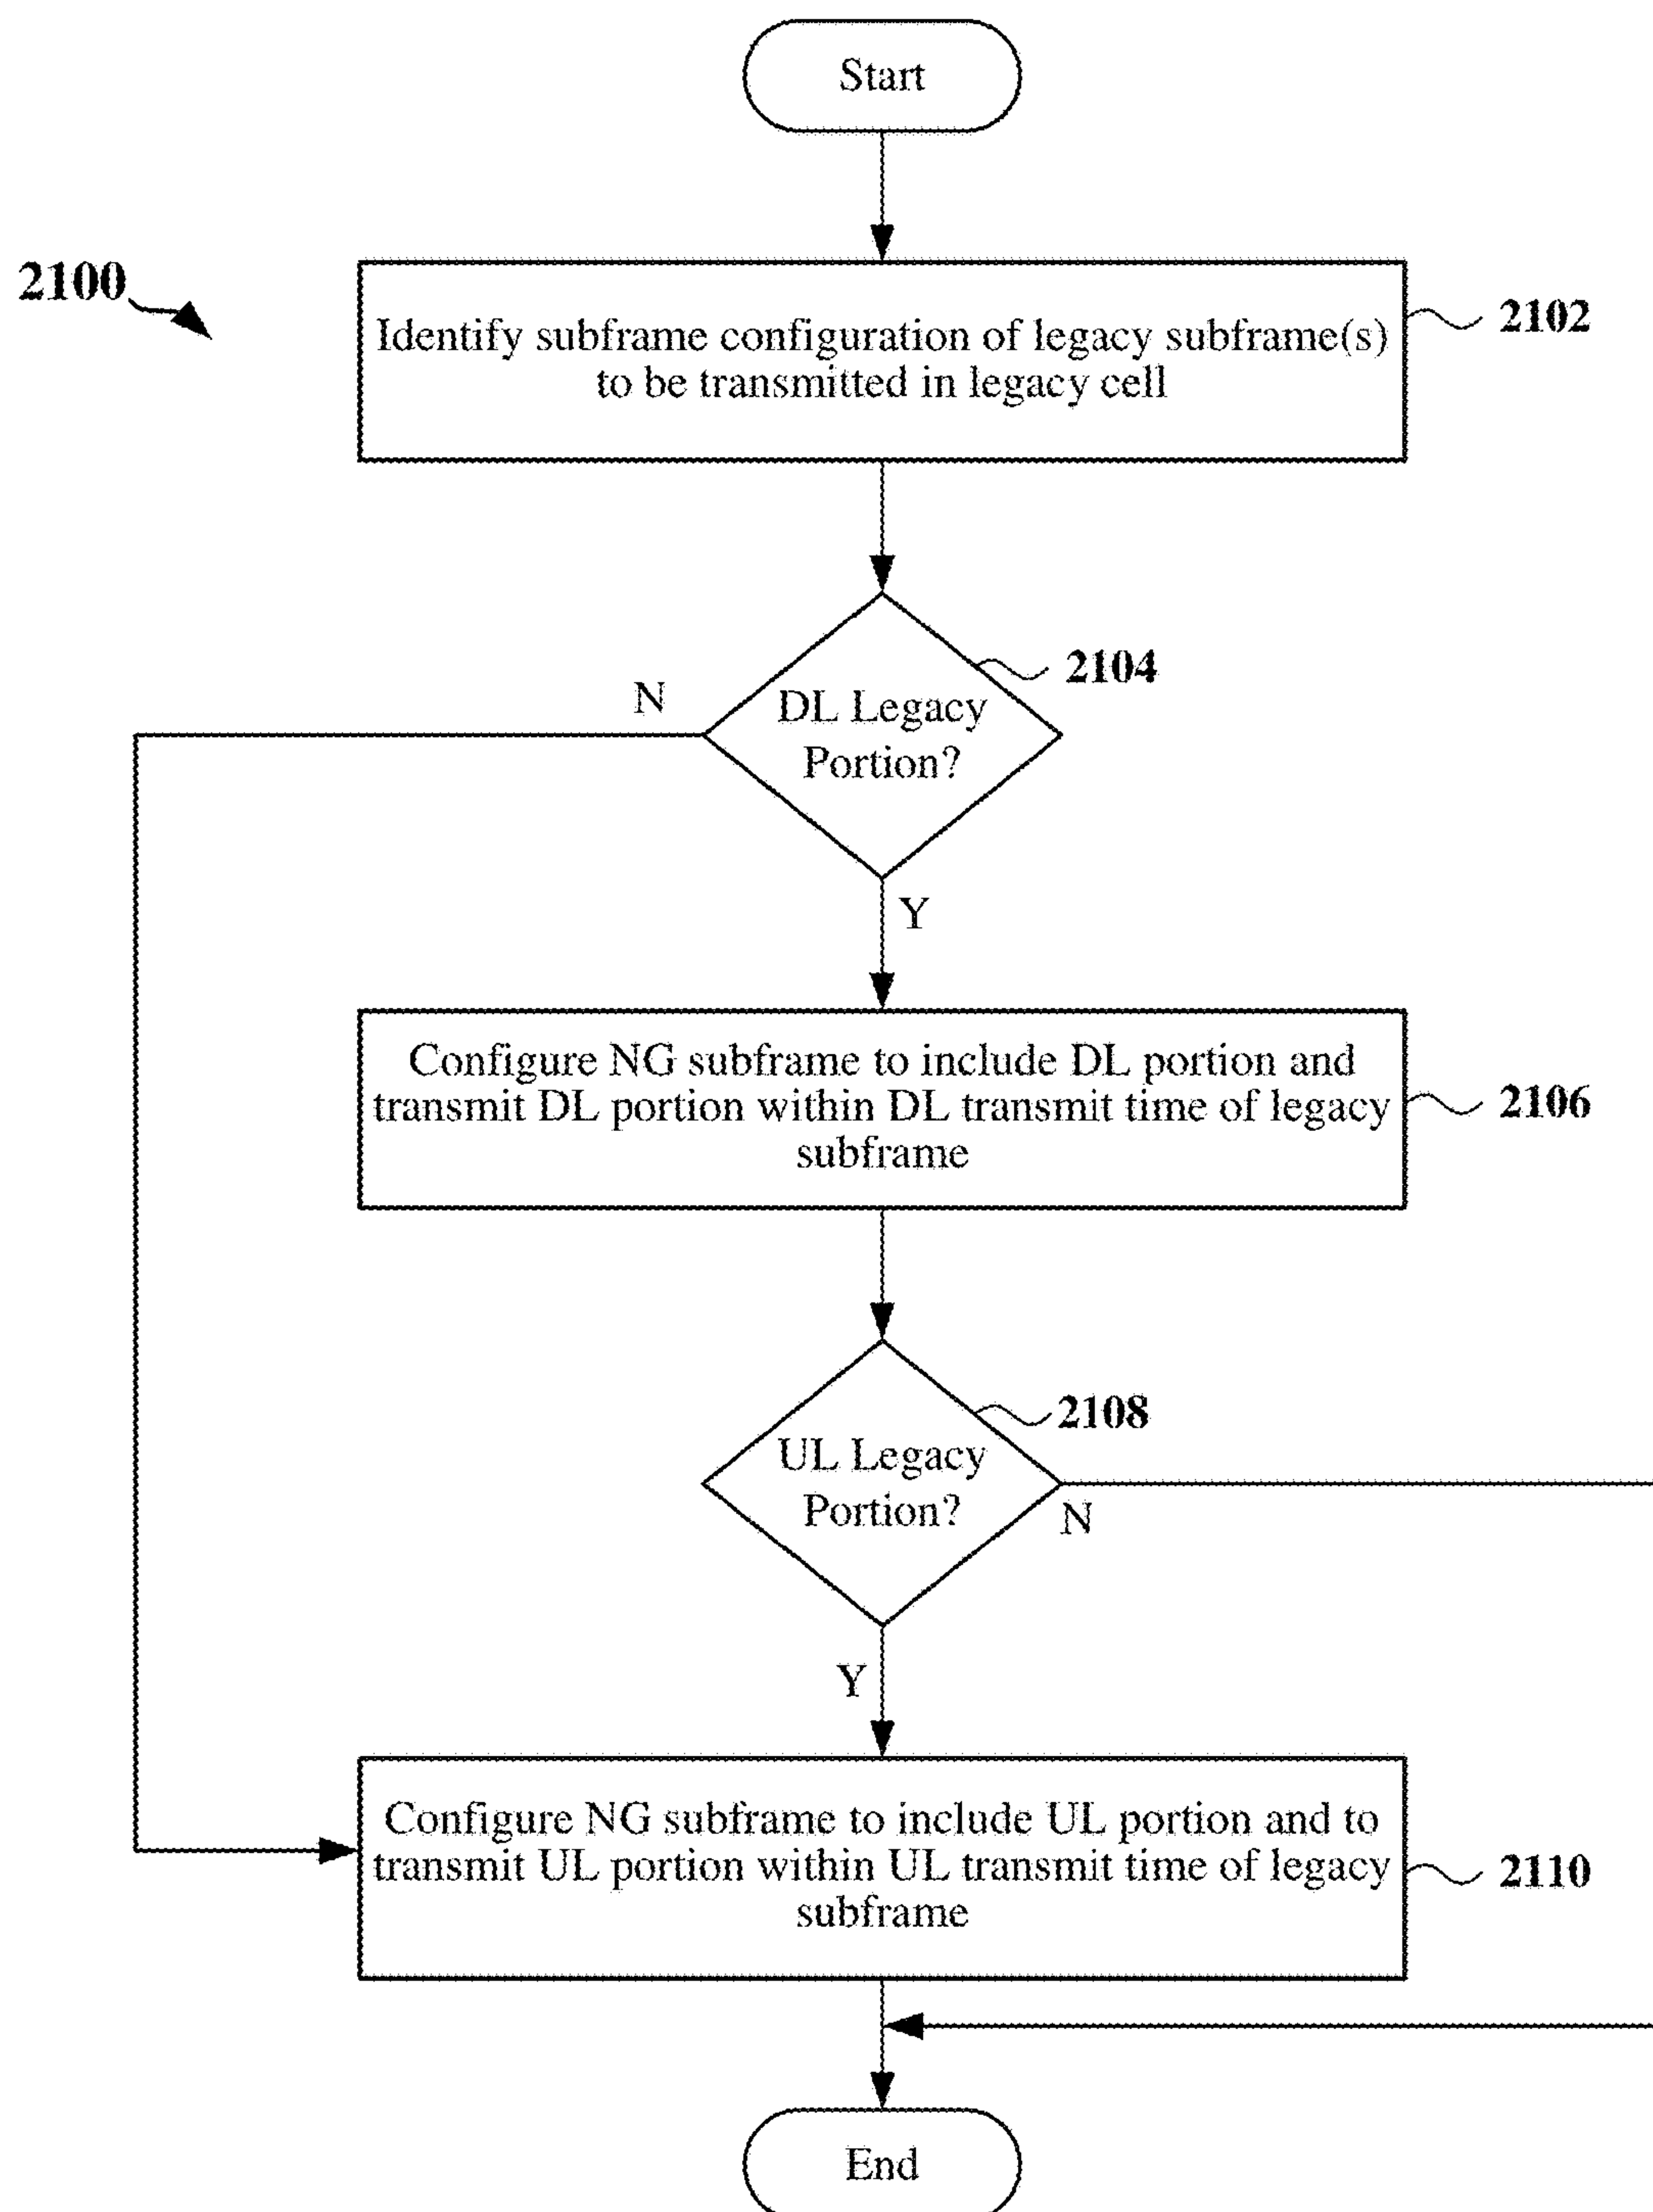 Start
2100
Identify subframe configuration of legacy subframe(s)
to be transmitted in legacy cell
2102
2104
N
DL Legacy
Portion?
Y
Configure NG subframe to include DL portion and
transmit DL portion within DL transmit time of legacy
subframe
2106
2108
UL Legacy
Portion?
N
Y
Configure NG subframe to include UL portion and to
transmit UL portion within UL transmit time of legacy
subframe
2110
End